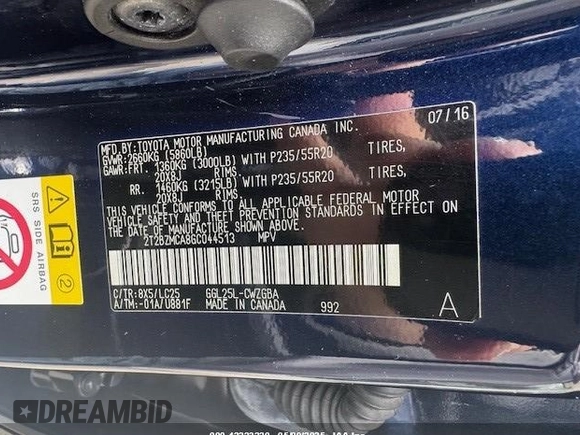 MFD.BY:TOYOTA MOTOR MANUFACTURING CANADA INC. 07/16
GVWR:2660KG (5860LB)
GAWR:FRT. 1360KG (3000LB) WITH P235/55R20 TIRES,
20X8J RIMS
RR. 1460KG (3215LB) WITH P235/55R20 TIRES,
20X8J RIMS
THIS VEHICLE CONFORMS TO ALL APPLICABLE FEDERAL MOTOR
VEHICLE SAFETY AND THEFT PREVENTION STANDARDS IN EFFECT ON
THE DATE OF MANUFACTURE SHOWN ABOVE.
2T2BZMCA8GC044513 MPV
C/TR:8X5/LC25 GGL25L-CWZGBA
A/TM:-01A/U881F MADE IN CANADA 992 A
SRS SIDE AIRBAG
2
DREAMBID